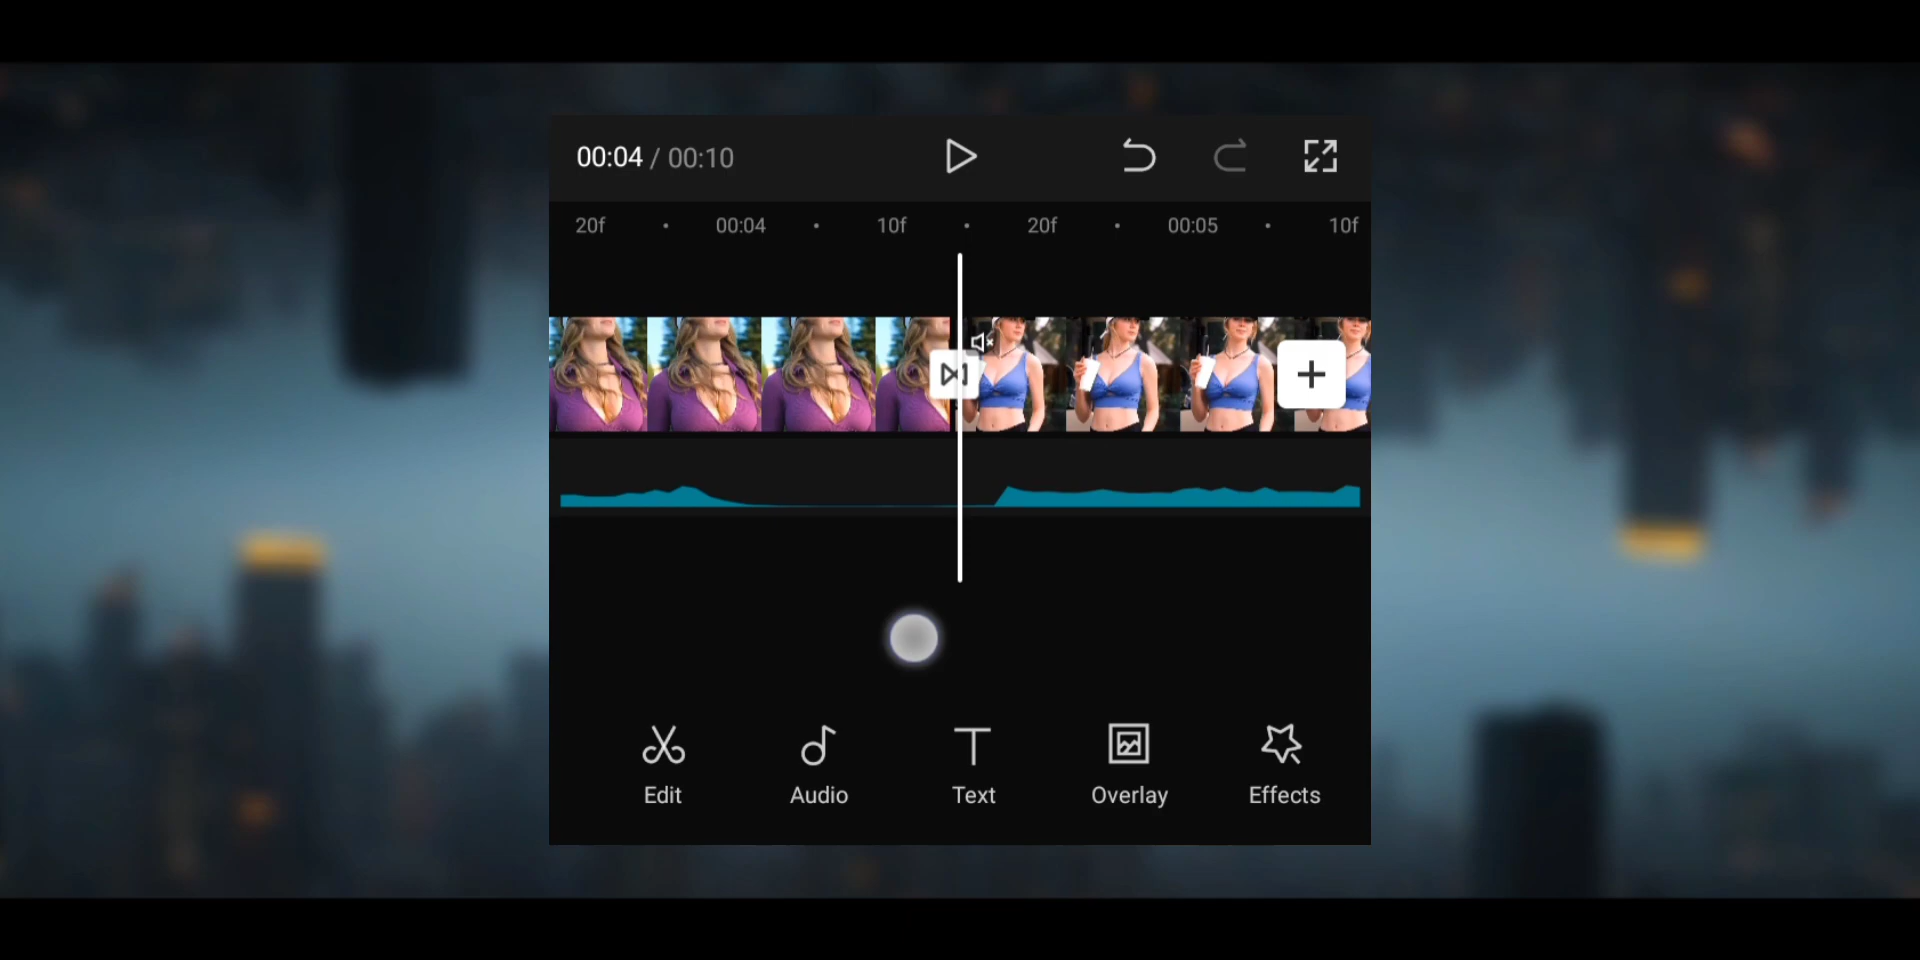 00:04 / 00:10
20f · 00:04 · 10f · 20f · 00:05 · 10f
Edit Audio Text Overlay Effects